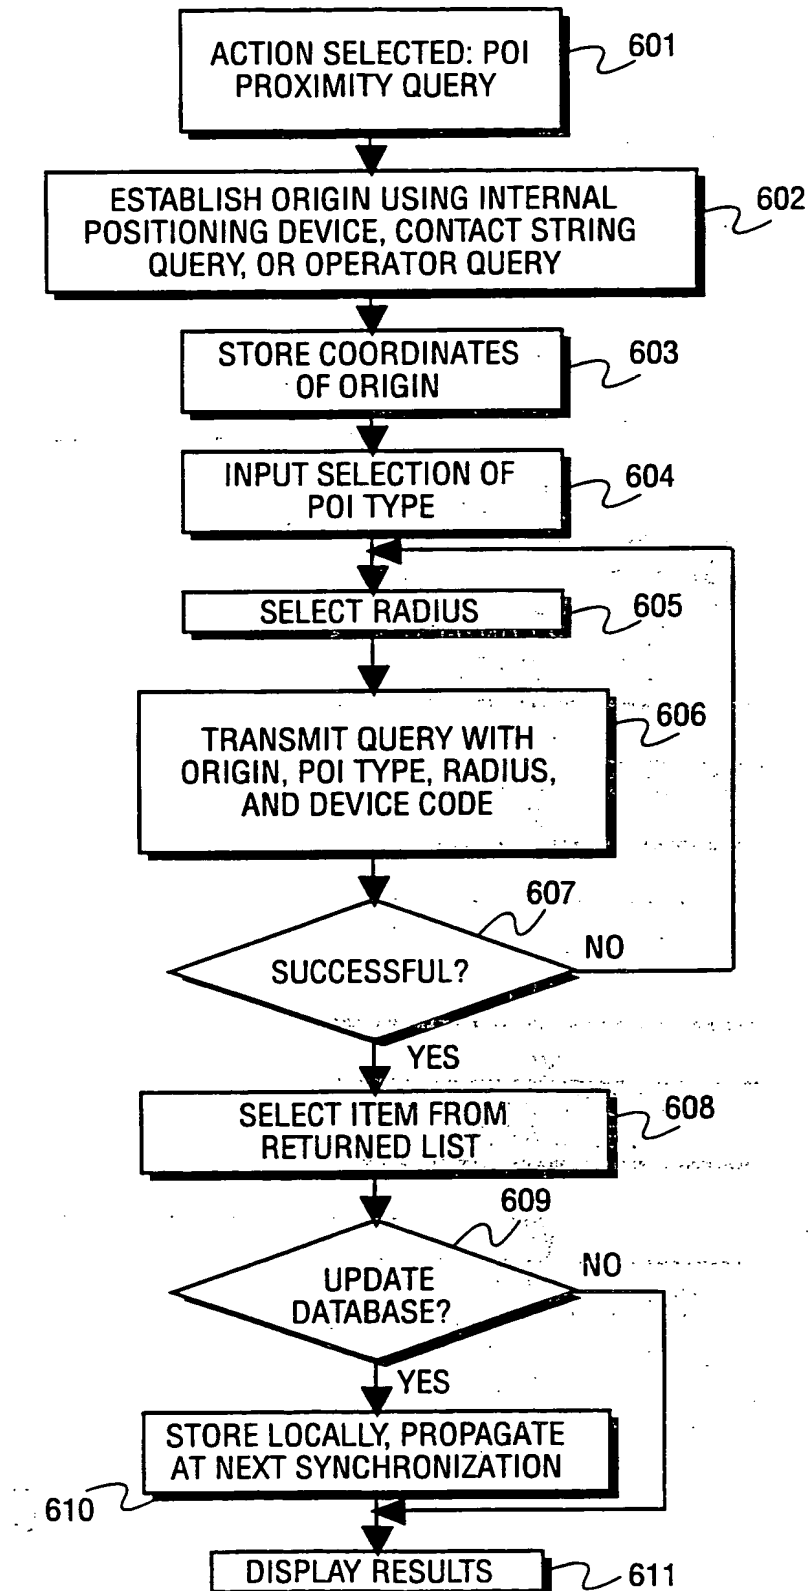 ACTION SELECTED: POI
PROXIMITY QUERY
601
ESTABLISH ORIGIN USING INTERNAL
POSITIONING DEVICE, CONTACT STRING
QUERY, OR OPERATOR QUERY
602
STORE COORDINATES
OF ORIGIN
603
INPUT SELECTION OF
POI TYPE
604
SELECT RADIUS
605
TRANSMIT QUERY WITH
ORIGIN, POI TYPE, RADIUS,
AND DEVICE CODE
606
607
SUCCESSFUL?
NO
YES
SELECT ITEM FROM
RETURNED LIST
608
609
UPDATE
DATABASE?
NO
YES
STORE LOCALLY, PROPAGATE
AT NEXT SYNCHRONIZATION
610
DISPLAY RESULTS
611